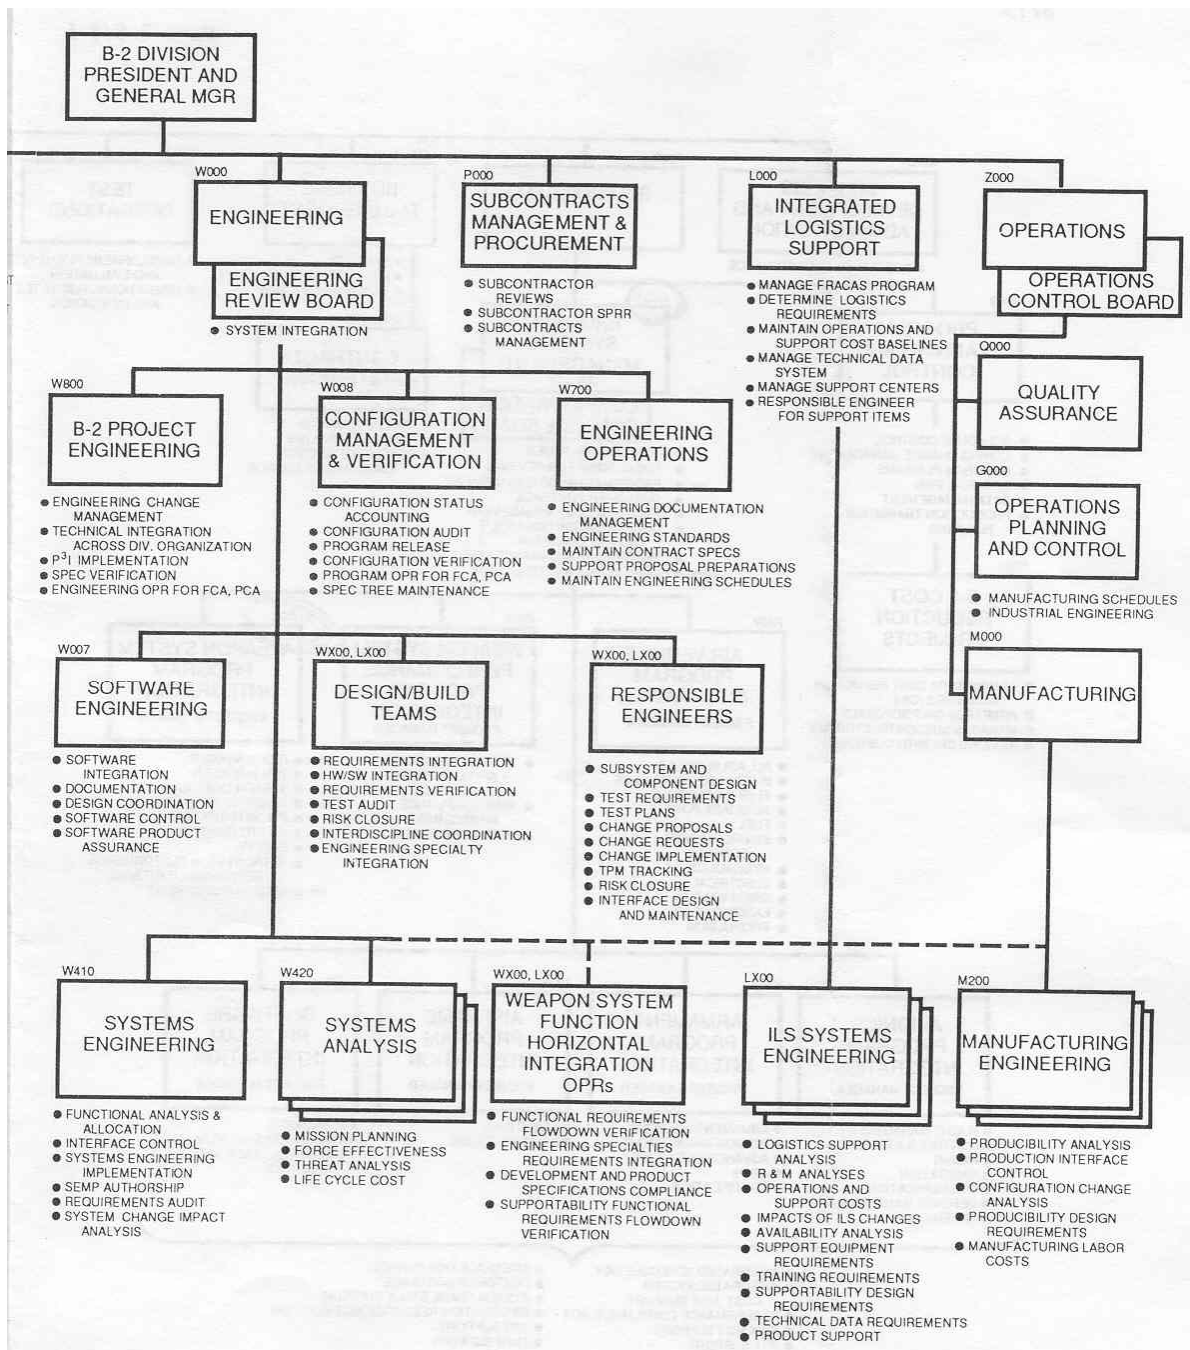 B-2 DIVISION
PRESIDENT AND
GENERAL MGR
W000
ENGINEERING
ENGINEERING
REVIEW BOARD
● SYSTEM INTEGRATION
P000
SUBCONTRACTS
MANAGEMENT &
PROCUREMENT
● SUBCONTRACTOR
REVIEWS
● SUBCONTRACTOR SPRR
● SUBCONTRACTS
MANAGEMENT
L000
INTEGRATED
LOGISTICS
SUPPORT
● MANAGE FRACAS PROGRAM
● DETERMINE LOGISTICS
REQUIREMENTS
● MAINTAIN OPERATIONS AND
SUPPORT COST BASELINES
● MANAGE TECHNICAL DATA
SYSTEM
● MANAGE SUPPORT CENTERS
● RESPONSIBLE ENGINEER
FOR SUPPORT ITEMS
Z000
OPERATIONS
OPERATIONS
CONTROL BOARD
Q000
QUALITY
ASSURANCE
G000
OPERATIONS
PLANNING
AND CONTROL
● MANUFACTURING SCHEDULES
● INDUSTRIAL ENGINEERING
M000
MANUFACTURING
W800
B-2 PROJECT
ENGINEERING
● ENGINEERING CHANGE
MANAGEMENT
● TECHNICAL INTEGRATION
ACROSS DIV. ORGANIZATION
● P³I IMPLEMENTATION
● SPEC VERIFICATION
● ENGINEERING OPR FOR FCA, PCA
W008
CONFIGURATION
MANAGEMENT
& VERIFICATION
● CONFIGURATION STATUS
ACCOUNTING
● CONFIGURATION AUDIT
● PROGRAM RELEASE
● CONFIGURATION VERIFICATION
● PROGRAM OPR FOR FCA, PCA
● SPEC TREE MAINTENANCE
W700
ENGINEERING
OPERATIONS
● ENGINEERING DOCUMENTATION
MANAGEMENT
● ENGINEERING STANDARDS
● MAINTAIN CONTRACT SPECS
● SUPPORT PROPOSAL PREPARATIONS
● MAINTAIN ENGINEERING SCHEDULES
W007
SOFTWARE
ENGINEERING
● SOFTWARE
INTEGRATION
● DOCUMENTATION
● DESIGN COORDINATION
● SOFTWARE CONTROL
● SOFTWARE PRODUCT
ASSURANCE
WX00, LX00
DESIGN/BUILD
TEAMS
● REQUIREMENTS INTEGRATION
● HW/SW INTEGRATION
● REQUIREMENTS VERIFICATION
● TEST AUDIT
● RISK CLOSURE
● INTERDISCIPLINE COORDINATION
● ENGINEERING SPECIALTY
INTEGRATION
WX00, LX00
RESPONSIBLE
ENGINEERS
● SUBSYSTEM AND
COMPONENT DESIGN
● TEST REQUIREMENTS
● TEST PLANS
● CHANGE PROPOSALS
● CHANGE REQUESTS
● CHANGE IMPLEMENTATION
● TPM TRACKING
● RISK CLOSURE
● INTERFACE DESIGN
AND MAINTENANCE
W410
SYSTEMS
ENGINEERING
● FUNCTIONAL ANALYSIS &
ALLOCATION
● INTERFACE CONTROL
● SYSTEMS ENGINEERING
IMPLEMENTATION
● SEMP AUTHORSHIP
● REQUIREMENTS AUDIT
● SYSTEM CHANGE IMPACT
ANALYSIS
W420
SYSTEMS
ANALYSIS
● MISSION PLANNING
● FORCE EFFECTIVENESS
● THREAT ANALYSIS
● LIFE CYCLE COST
WX00, LX00
WEAPON SYSTEM
FUNCTION
HORIZONTAL
INTEGRATION
OPRs
● FUNCTIONAL REQUIREMENTS
FLOWDOWN VERIFICATION
● ENGINEERING SPECIALTIES
REQUIREMENTS INTEGRATION
● DEVELOPMENT AND PRODUCT
SPECIFICATIONS COMPLIANCE
● SUPPORTABILITY FUNCTIONAL
REQUIREMENTS FLOWDOWN
VERIFICATION
LX00
ILS SYSTEMS
ENGINEERING
● LOGISTICS SUPPORT
ANALYSIS
● R & M ANALYSES
● OPERATIONS AND
SUPPORT COSTS
● IMPACTS OF ILS CHANGES
● AVAILABILITY ANALYSIS
● SUPPORT EQUIPMENT
REQUIREMENTS
● TRAINING REQUIREMENTS
● SUPPORTABILITY DESIGN
REQUIREMENTS
● TECHNICAL DATA REQUIREMENTS
● PRODUCT SUPPORT
M200
MANUFACTURING
ENGINEERING
● PRODUCIBILITY ANALYSIS
● PRODUCTION INTERFACE
CONTROL
● CONFIGURATION CHANGE
ANALYSIS
● PRODUCIBILITY DESIGN
REQUIREMENTS
● MANUFACTURING LABOR
COSTS